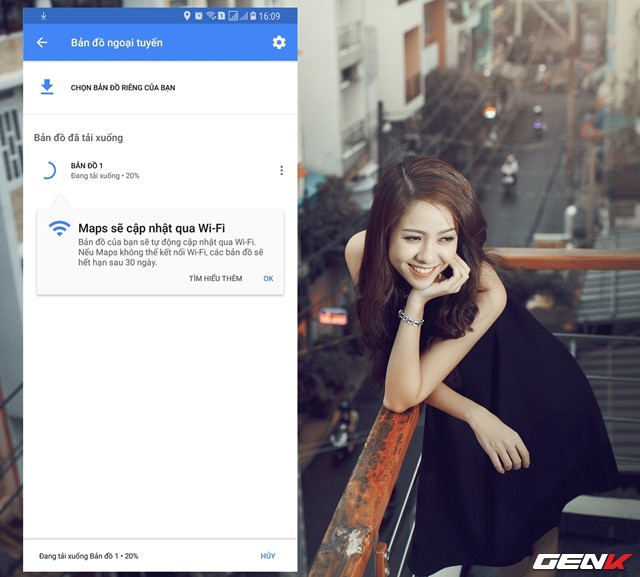 16:09
Bản đồ ngoại tuyến
CHỌN BẢN ĐỒ RIÊNG CỦA BẠN
Bản đồ đã tải xuống
BẢN ĐỒ 1
Đang tải xuống • 20%
Maps sẽ cập nhật qua Wi-Fi
Bản đồ của bạn sẽ tự động cập nhật qua Wi-Fi.
Nếu Maps không thể kết nối Wi-Fi, các bản đồ sẽ
hết hạn sau 30 ngày.
TÌM HIỂU THÊM OK
Đang tải xuống Bản đồ 1 • 20% HỦY
GENK